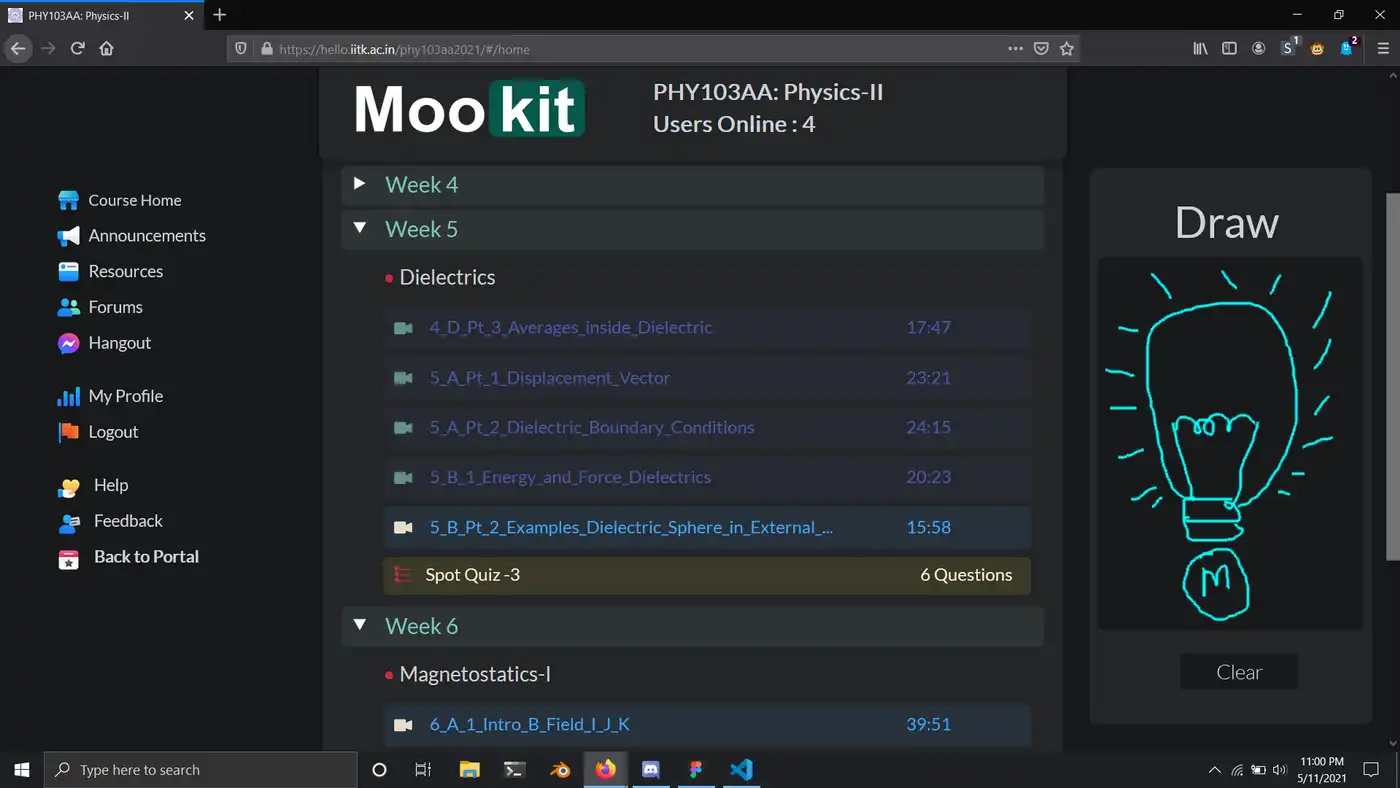 PHY103AA: Physics-II
https://hello.iitk.ac.in/phy103aa2021/#/home
S
1
2
Mookit
PHY103AA: Physics-II
Users Online : 4
Course Home
Announcements
Resources
Forums
Hangout
My Profile
Logout
Help
Feedback
Back to Portal
Week 4
Week 5
Dielectrics
4_D_Pt_3_Averages_inside_Dielectric 17:47
5_A_Pt_1_Displacement_Vector 23:21
5_A_Pt_2_Dielectric_Boundary_Conditions 24:15
5_B_1_Energy_and_Force_Dielectrics 20:23
5_B_Pt_2_Examples_Dielectric_Sphere_in_External_... 15:58
Spot Quiz -3 6 Questions
Week 6
Magnetostatics-I
6_A_1_Intro_B_Field_I_J_K 39:51
Draw
M
Clear
Type here to search
11:00 PM
5/11/2021